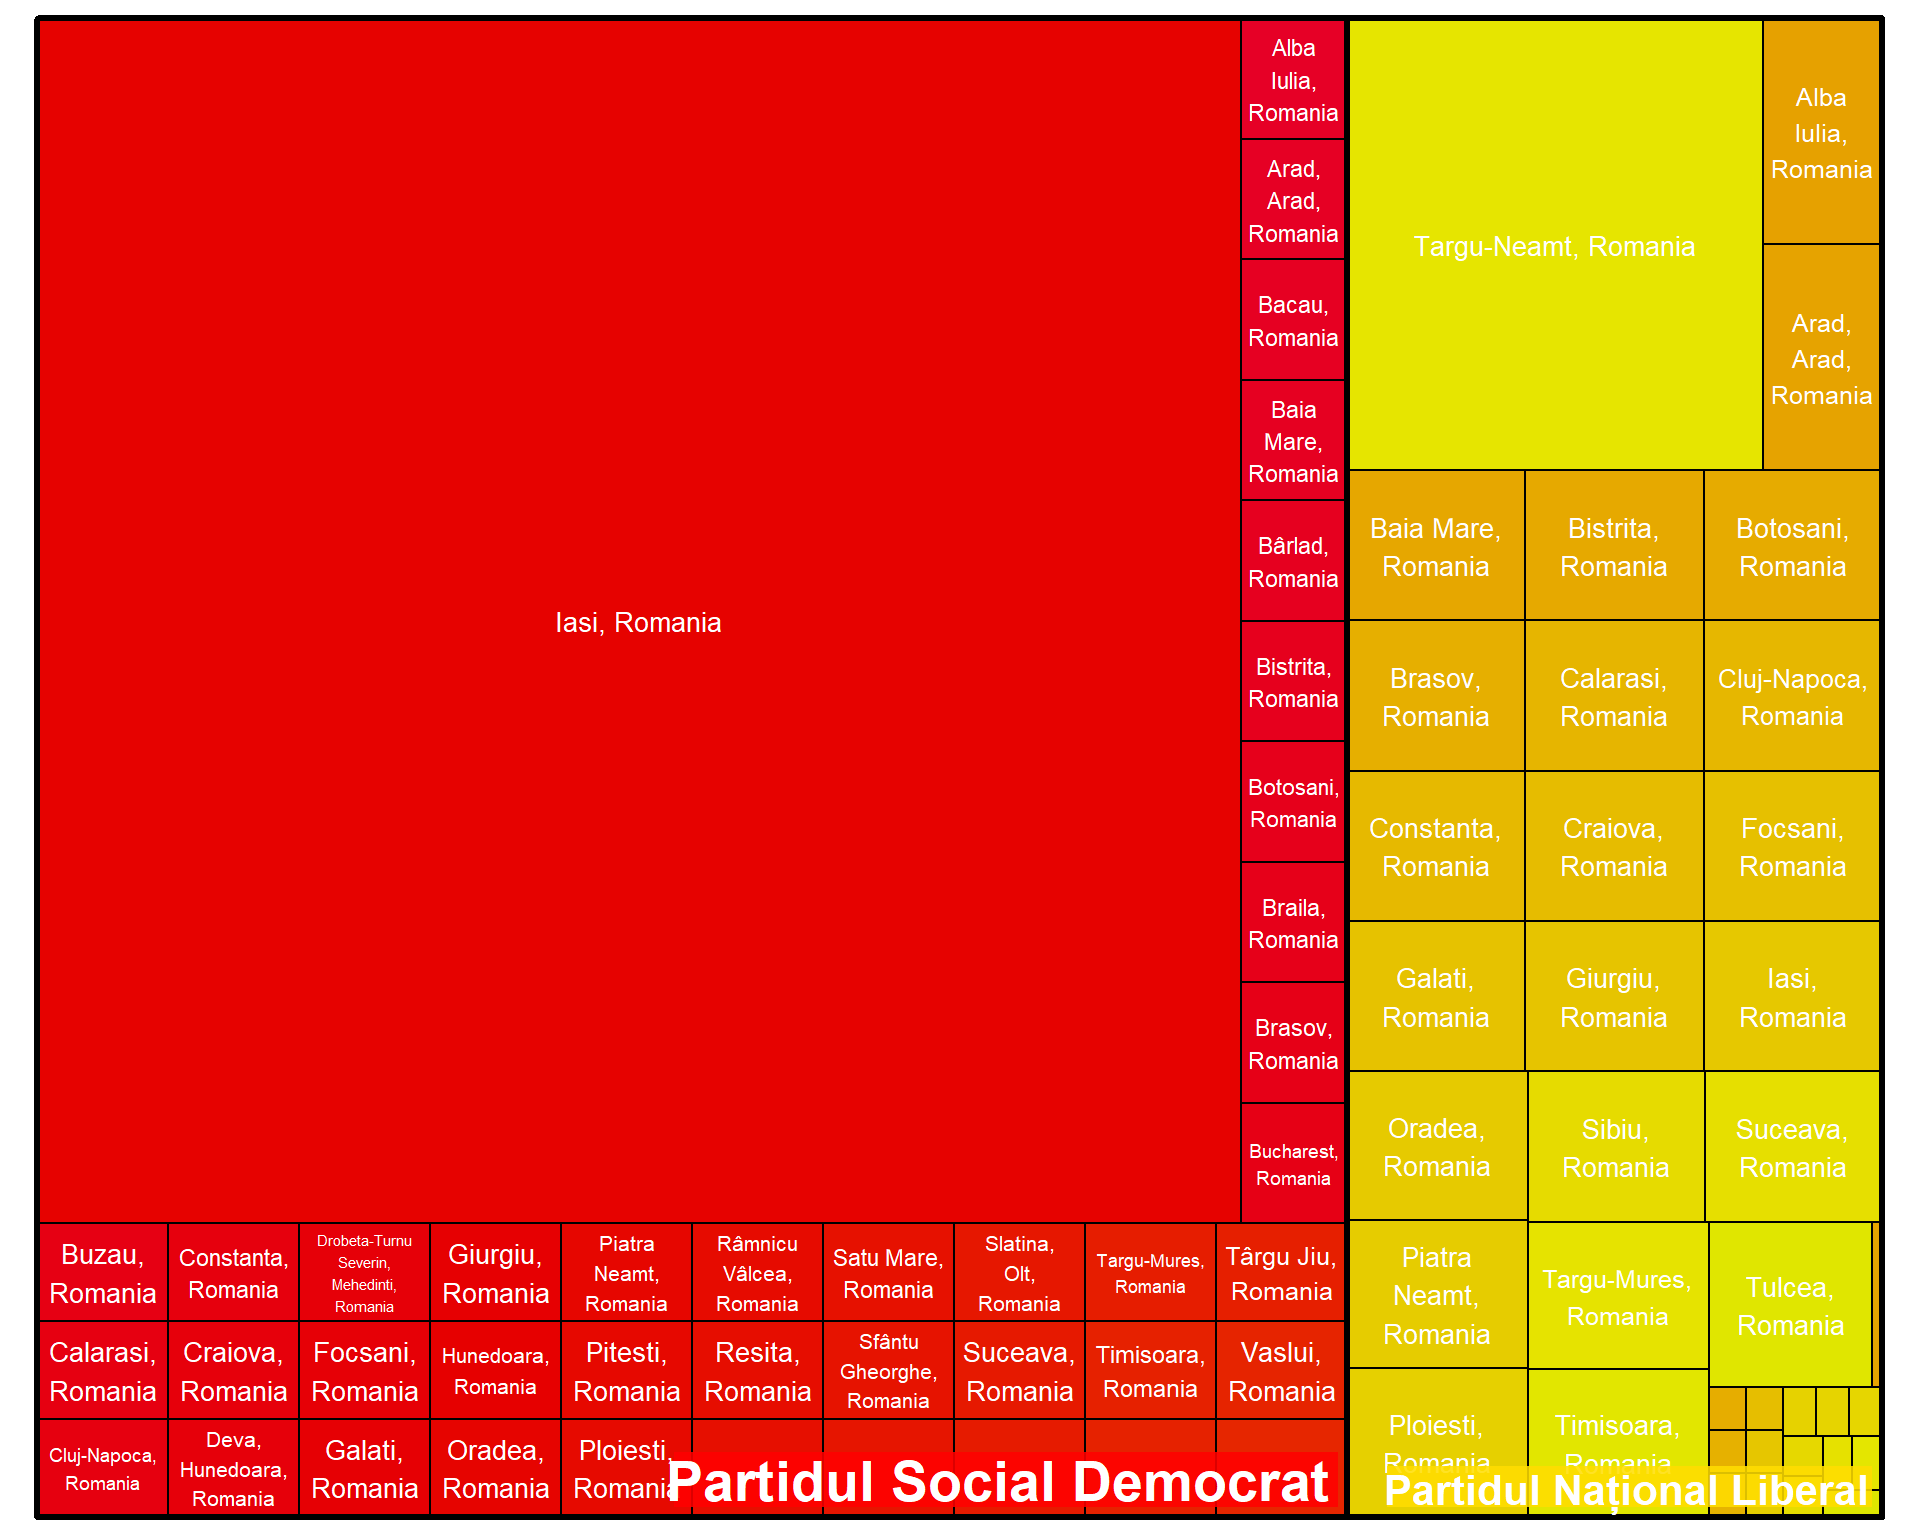 Iasi, Romania
Alba
Iulia,
Romania
Arad,
Arad,
Romania
Bacau,
Romania
Baia
Mare,
Romania
Bârlad,
Romania
Bistrita,
Romania
Botosani,
Romania
Braila,
Romania
Brasov,
Romania
Bucharest,
Romania
Buzau,
Romania
Constanta,
Romania
Drobeta-Turnu
Severin,
Mehedinti,
Romania
Giurgiu,
Romania
Piatra
Neamt,
Romania
Râmnicu
Vâlcea,
Romania
Satu Mare,
Romania
Slatina,
Olt,
Romania
Targu-Mures,
Romania
Târgu Jiu,
Romania
Calarasi,
Romania
Craiova,
Romania
Focsani,
Romania
Hunedoara,
Romania
Pitesti,
Romania
Resita,
Romania
Sfântu
Gheorghe,
Romania
Suceava,
Romania
Timisoara,
Romania
Vaslui,
Romania
Cluj-Napoca,
Romania
Deva,
Hunedoara,
Romania
Galati,
Romania
Oradea,
Romania
Ploiesti,
Romania
Partidul Social Democrat
Targu-Neamt, Romania
Alba
Iulia,
Romania
Arad,
Arad,
Romania
Baia Mare,
Romania
Bistrita,
Romania
Botosani,
Romania
Brasov,
Romania
Calarasi,
Romania
Cluj-Napoca,
Romania
Constanta,
Romania
Craiova,
Romania
Focsani,
Romania
Galati,
Romania
Giurgiu,
Romania
Iasi,
Romania
Oradea,
Romania
Sibiu,
Romania
Suceava,
Romania
Piatra
Neamt,
Romania
Targu-Mures,
Romania
Tulcea,
Romania
Ploiesti,
Romania
Timisoara,
Romania
Partidul Național Liberal